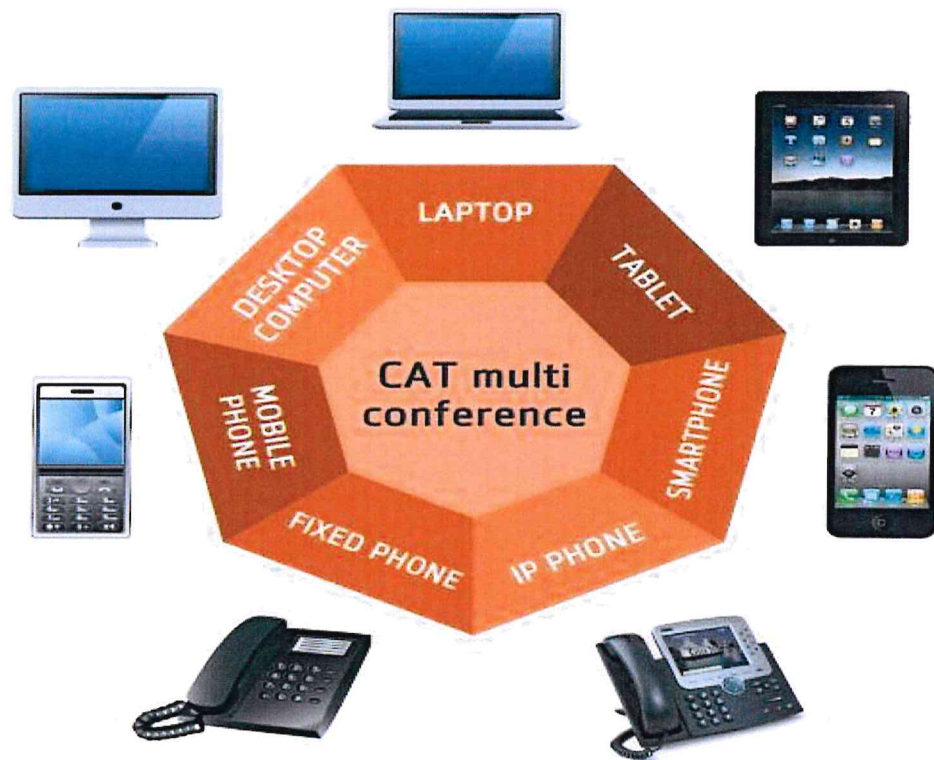 LAPTOP
TABLET
SMARTPHONE
IP PHONE
FIXED PHONE
MOBILE
PHONE
DESKTOP
COMPUTER
CAT multi
conference